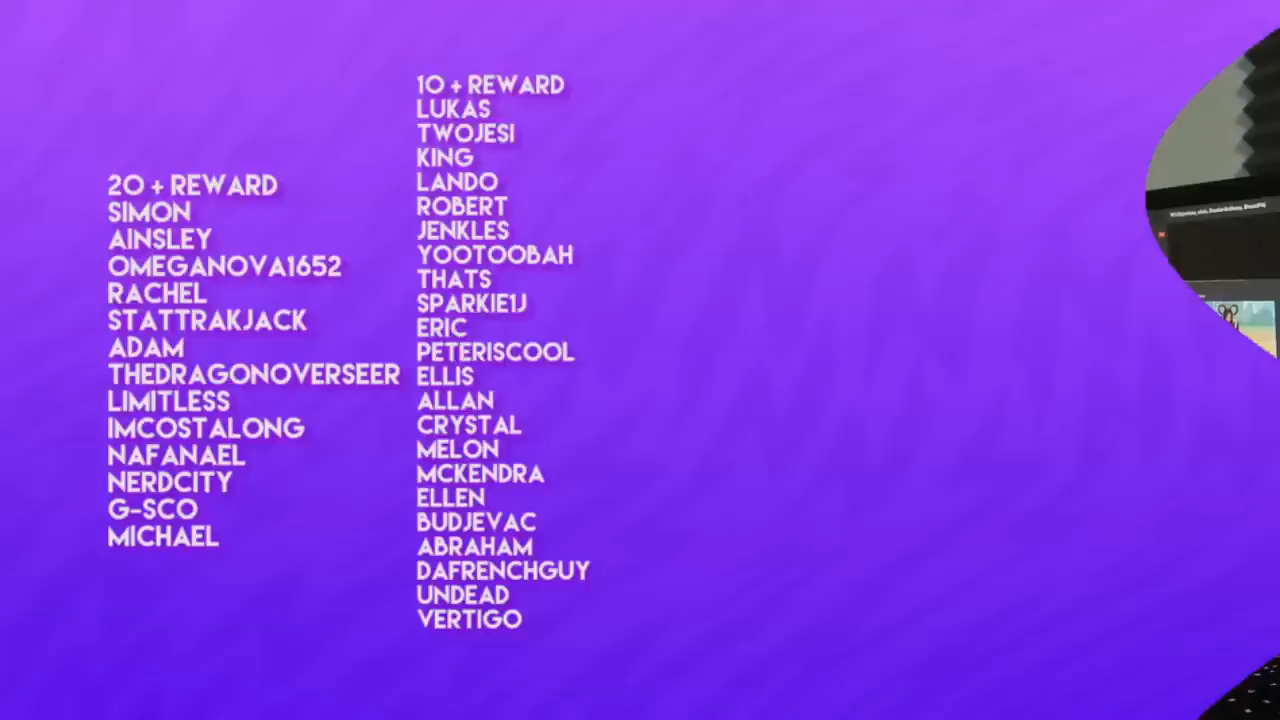 20 + REWARD
SIMON
AINSLEY
OMEGANOVA1652
RACHEL
STATTRAKJACK
ADAM
THEDRAGONOVERSEER
LIMITLESS
IMCOSTALONG
NAFANAEL
NERDCITY
G-SCO
MICHAEL
10 + REWARD
LUKAS
TWOJESI
KING
LANDO
ROBERT
JENKLES
YOOTOOBAH
THATS
SPARKIE1J
ERIC
PETERISCOOL
ELLIS
ALLAN
CRYSTAL
MELON
MCKENDRA
ELLEN
BUDJEVAC
ABRAHAM
DAFRENCHGUY
UNDEAD
VERTIGO